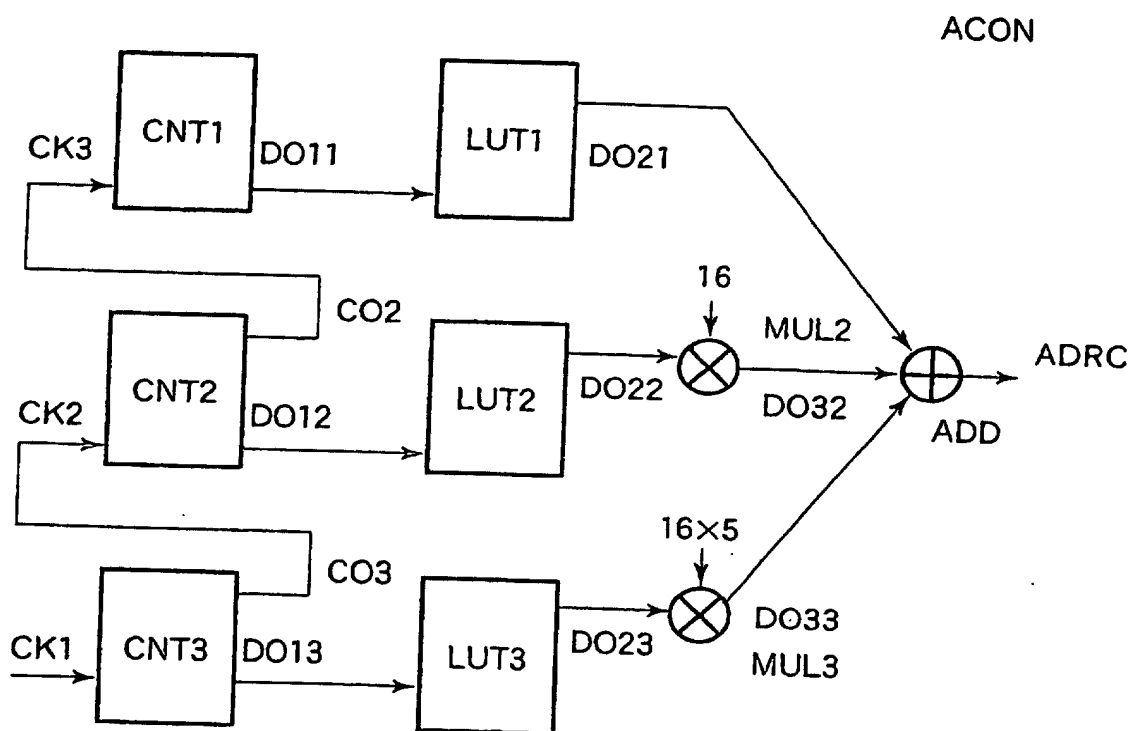 ACON
CK3
CNT1
DO11
LUT1
DO21
CO2
16
MUL2
CK2
CNT2
DO12
LUT2
DO22
DO32
ADRC
ADD
CO3
16×5
CK1
CNT3
DO13
LUT3
DO23
DO33
MUL3